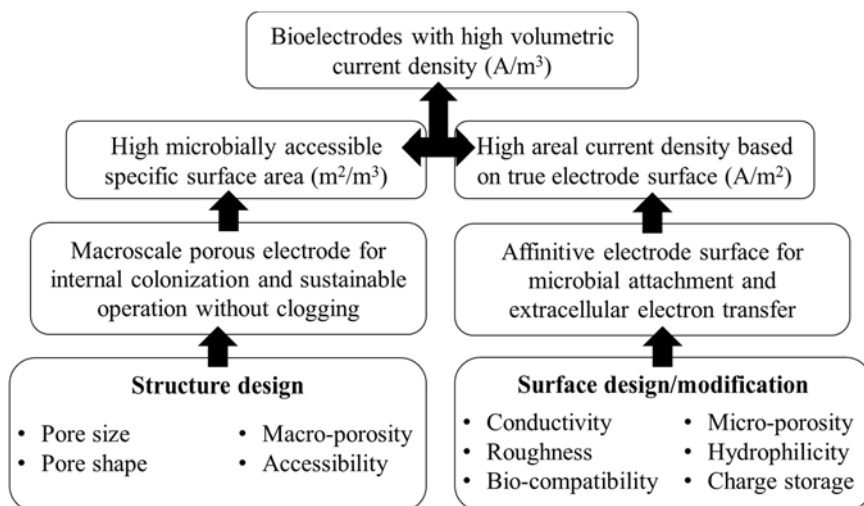 Bioelectrodes with high volumetric
current density (A/m³)
High microbially accessible
specific surface area (m²/m³)
High areal current density based
on true electrode surface (A/m²)
Macroscale porous electrode for
internal colonization and sustainable
operation without clogging
Affinitive electrode surface for
microbial attachment and
extracellular electron transfer
Structure design
• Pore size
• Pore shape
• Macro-porosity
• Accessibility
Surface design/modification
• Conductivity
• Roughness
• Bio-compatibility
• Micro-porosity
• Hydrophilicity
• Charge storage